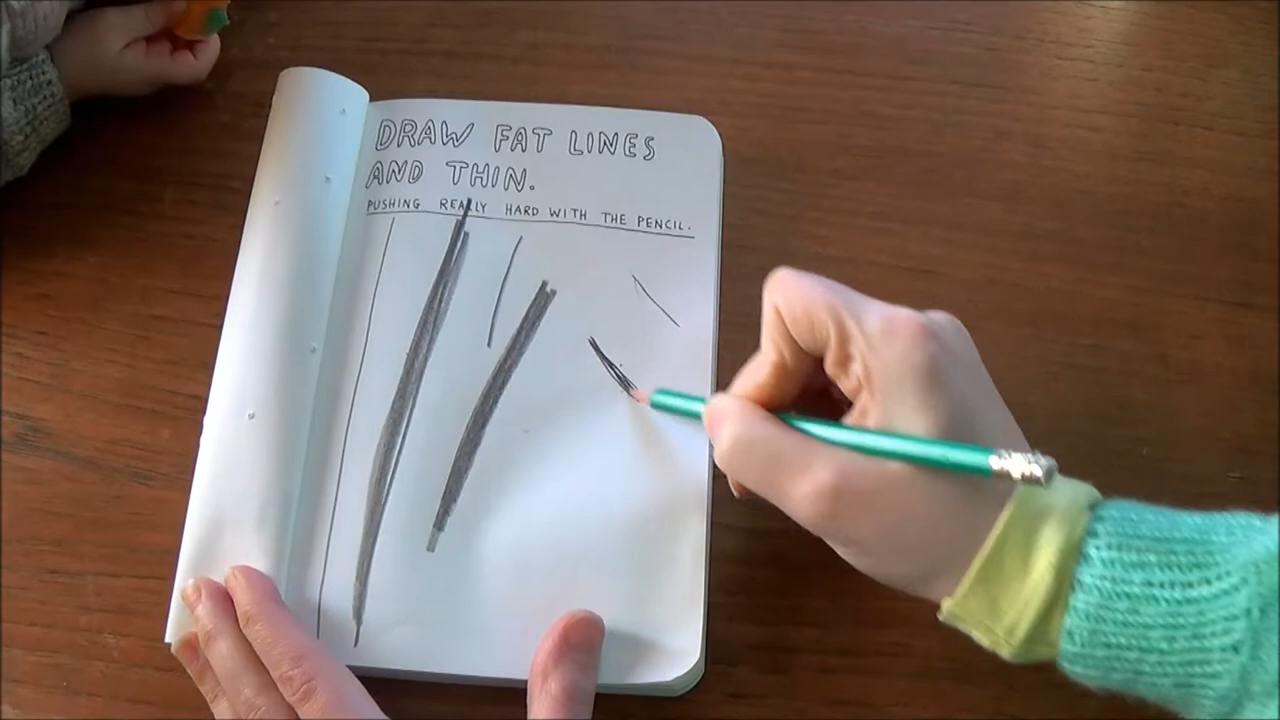 DRAW FAT LINES
AND THIN.
PUSHING REALLY HARD WITH THE PENCIL.